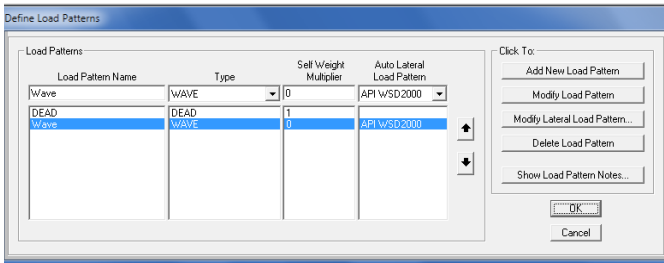 Define Load Patterns
Load Patterns
Click To:
Load Pattern Name Type Self Weight Multiplier Auto Lateral Load Pattern
Wave WAVE 0 API WSD2000
DEAD DEAD 1
Wave WAVE 0 API WSD2000
Add New Load Pattern
Modify Load Pattern
Modify Lateral Load Pattern...
Delete Load Pattern
Show Load Pattern Notes...
OK
Cancel